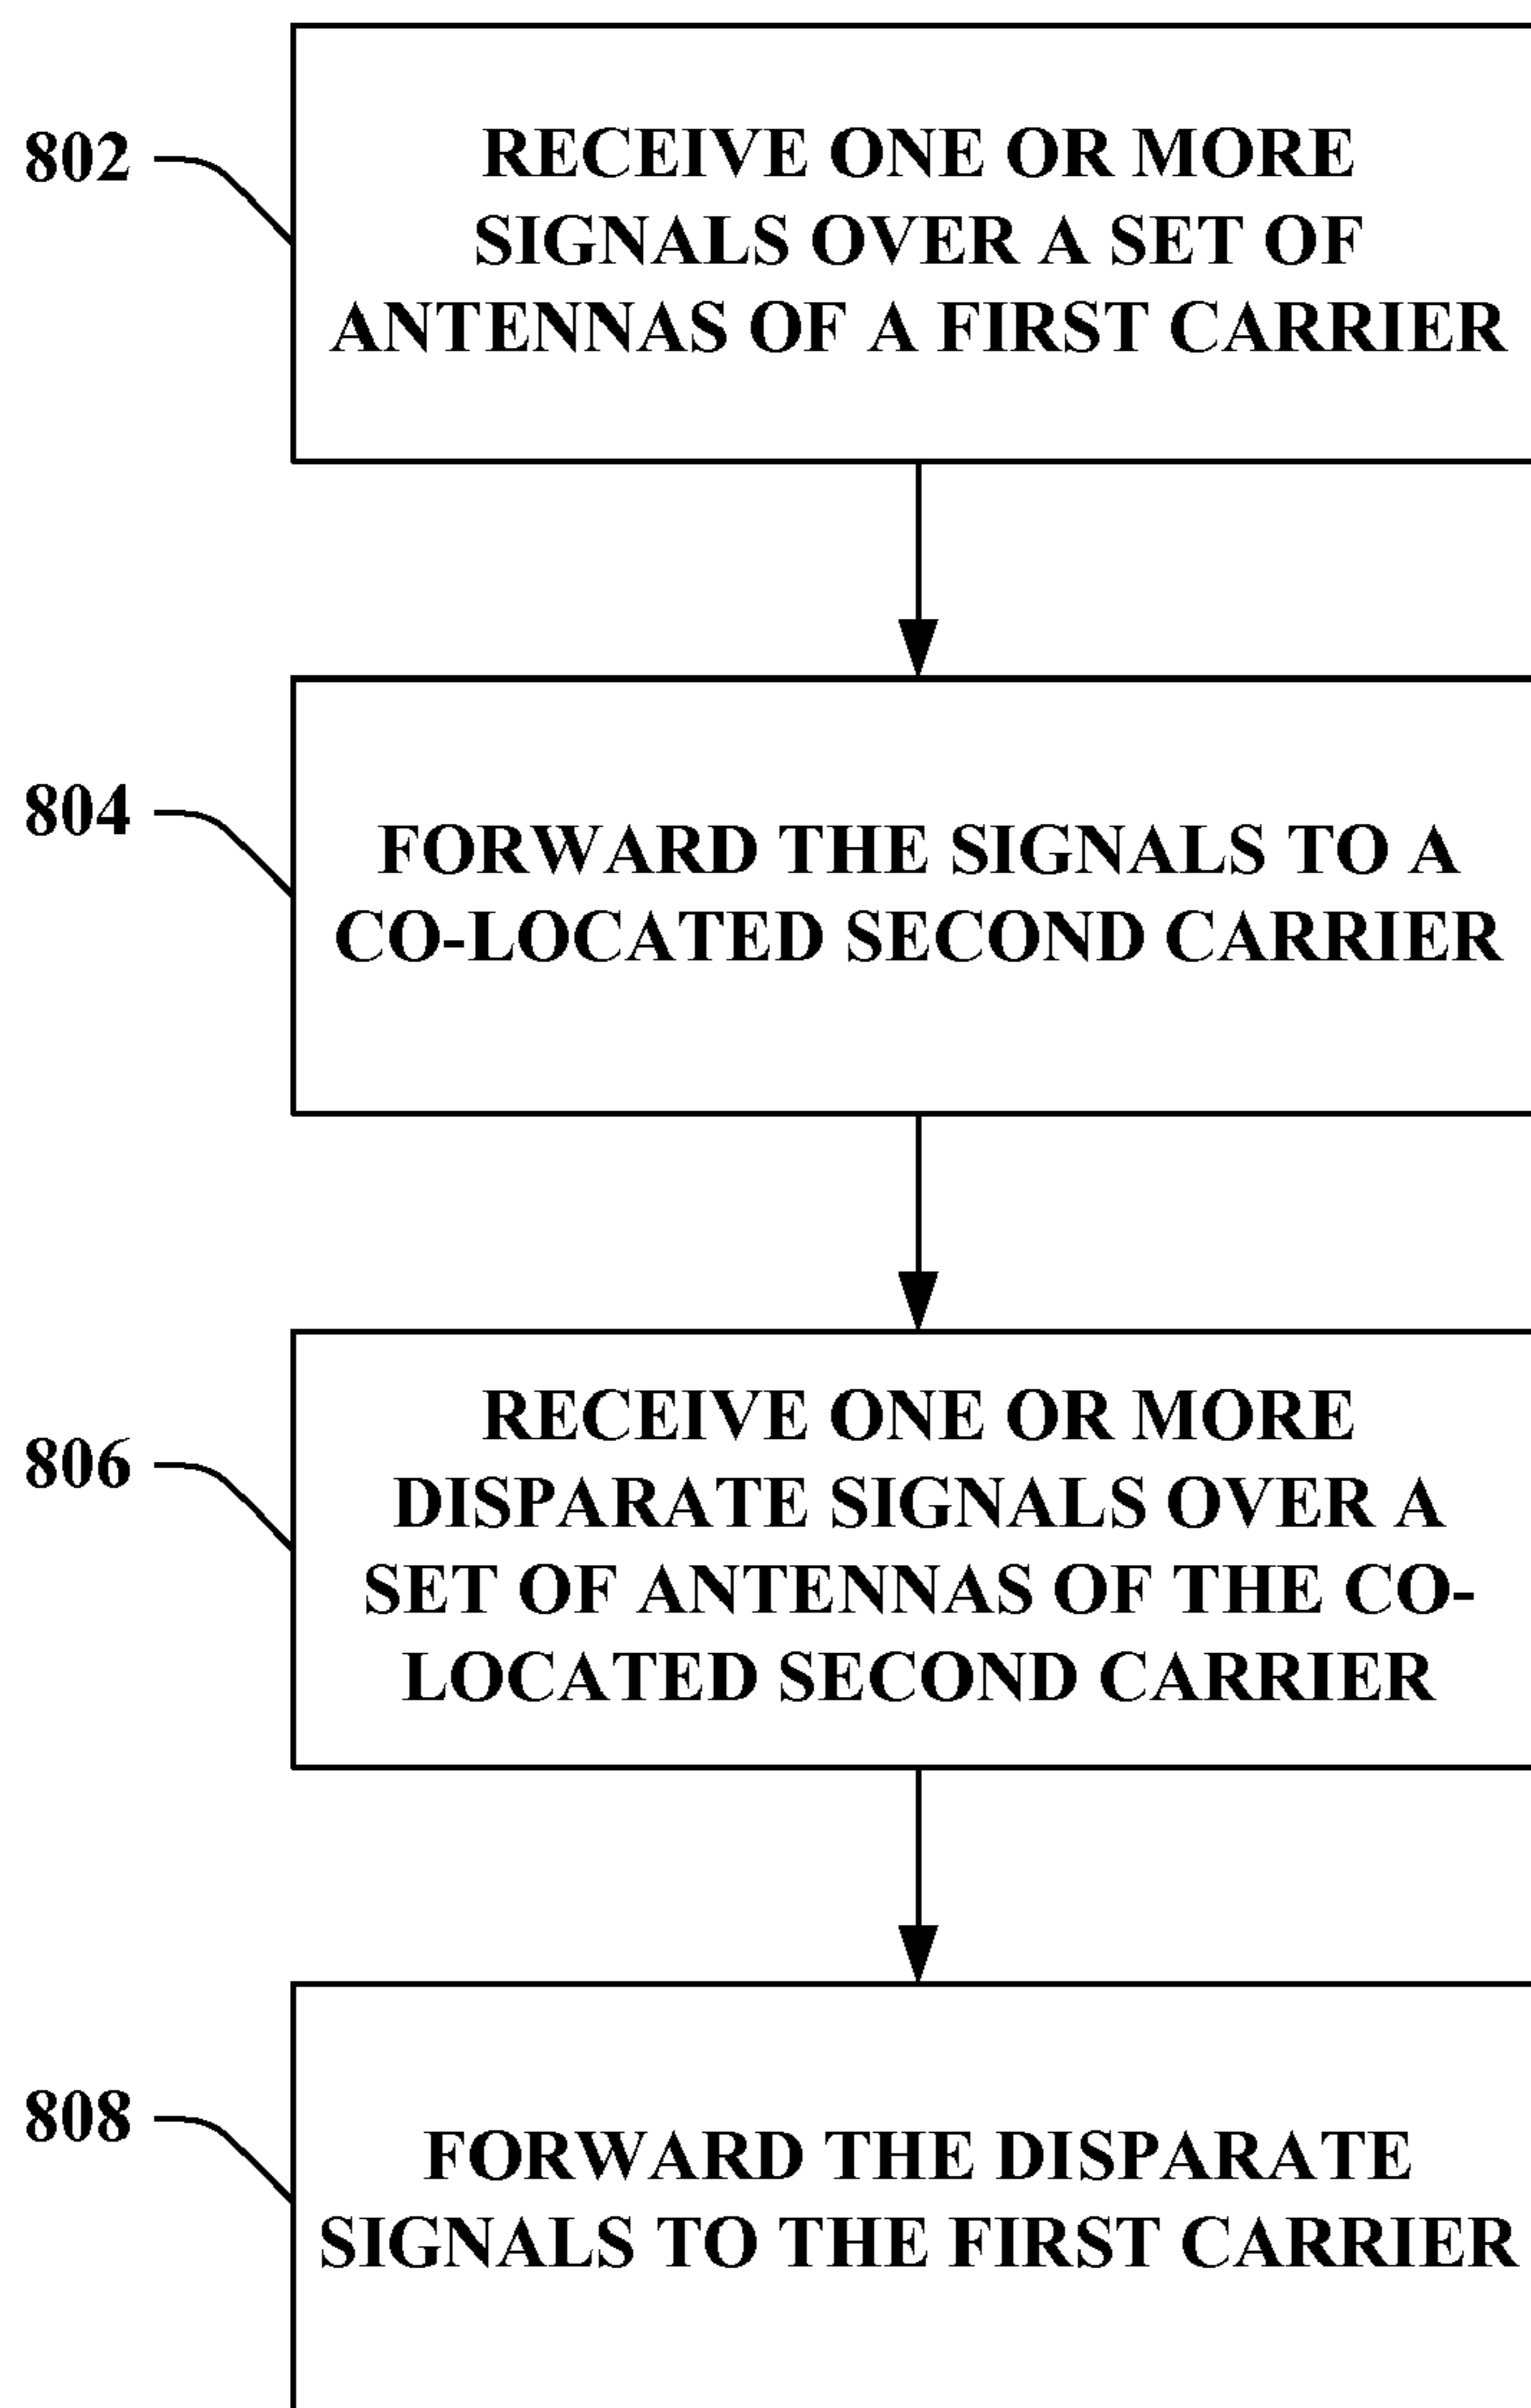 802
RECEIVE ONE OR MORE
SIGNALS OVER A SET OF
ANTENNAS OF A FIRST CARRIER
804
FORWARD THE SIGNALS TO A
CO-LOCATED SECOND CARRIER
806
RECEIVE ONE OR MORE
DISPARATE SIGNALS OVER A
SET OF ANTENNAS OF THE CO-
LOCATED SECOND CARRIER
808
FORWARD THE DISPARATE
SIGNALS TO THE FIRST CARRIER